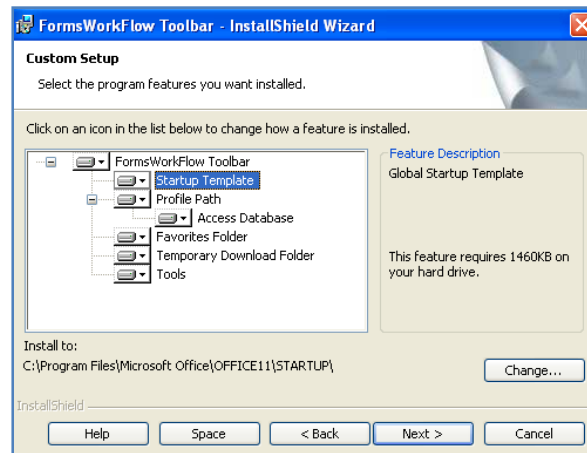 FormsWorkFlow Toolbar - InstallShield Wizard
Custom Setup
Select the program features you want installed.
Click on an icon in the list below to change how a feature is installed.
FormsWorkFlow Toolbar
Startup Template
Profile Path
Access Database
Favorites Folder
Temporary Download Folder
Tools
Feature Description
Global Startup Template
This feature requires 1460KB on
your hard drive.
Install to:
C:\Program Files\Microsoft Office\OFFICE11\STARTUP\
Change...
InstallShield
Help
Space
< Back
Next >
Cancel